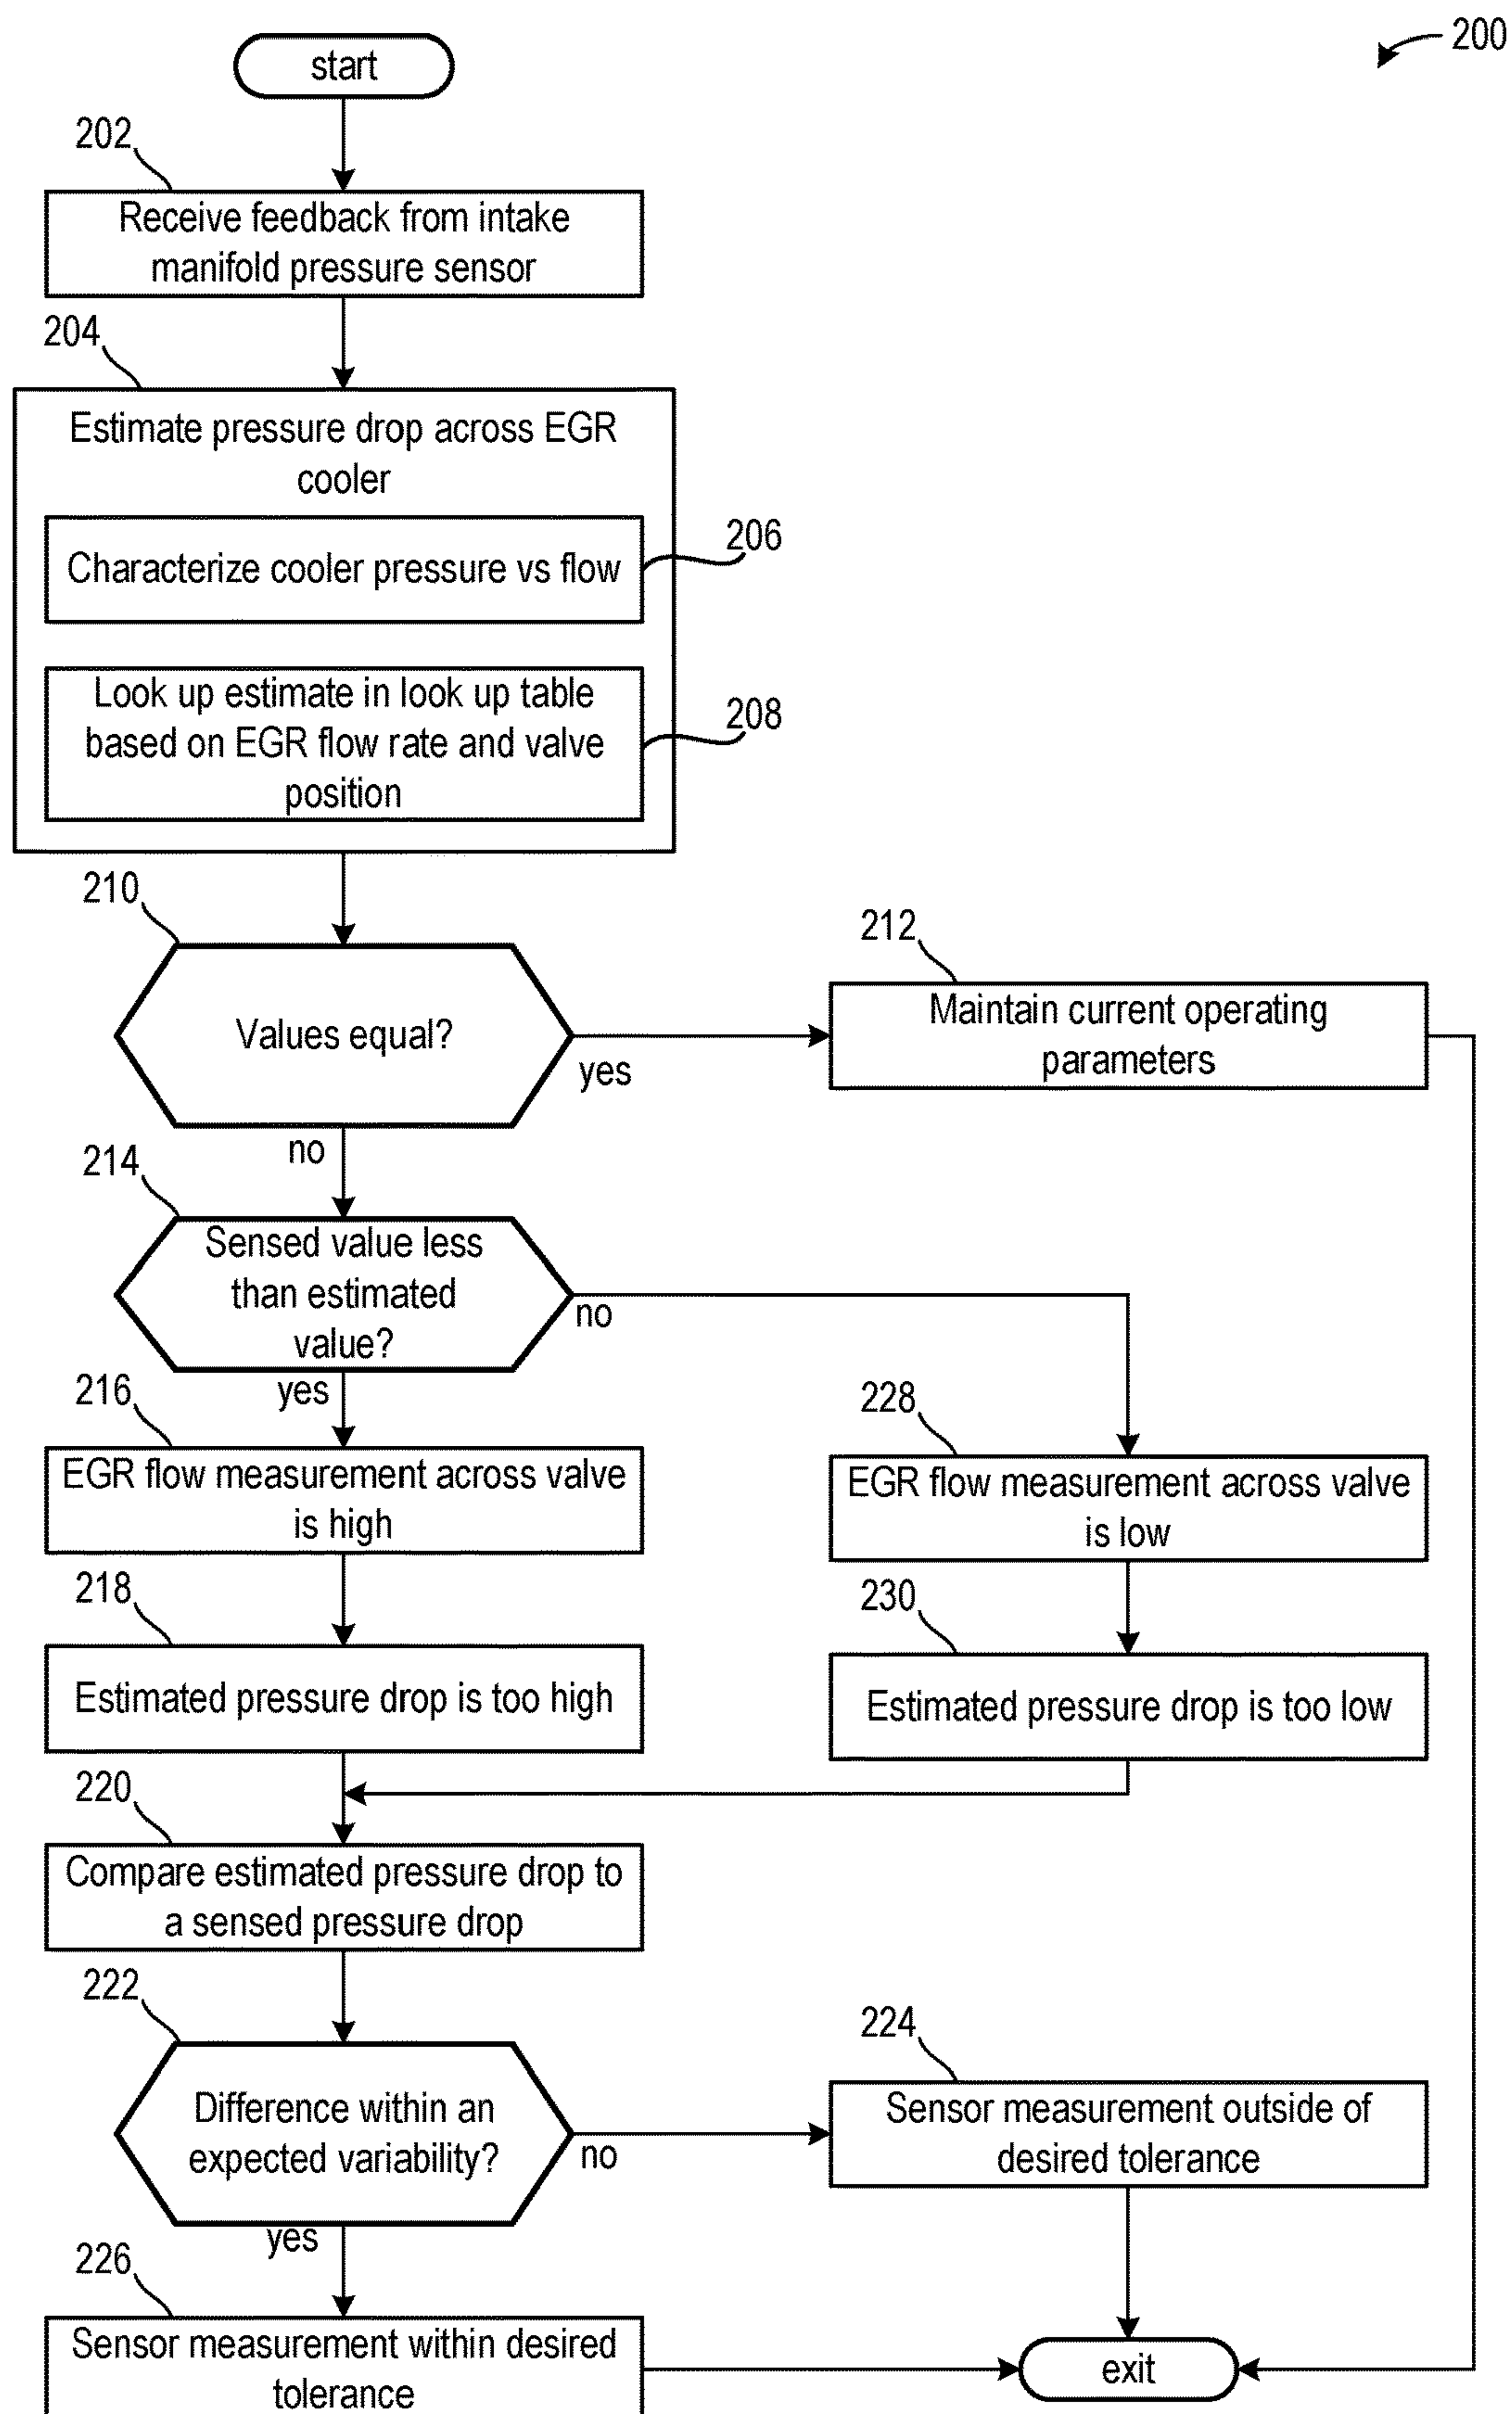 200
start
202
Receive feedback from intake
manifold pressure sensor
204
Estimate pressure drop across EGR
cooler
206
Characterize cooler pressure vs flow
Look up estimate in look up table
based on EGR flow rate and valve
position
208
210
Values equal?
yes
no
212
Maintain current operating
parameters
214
Sensed value less
than estimated
value?
no
yes
216
EGR flow measurement across valve
is high
228
EGR flow measurement across valve
is low
218
Estimated pressure drop is too high
230
Estimated pressure drop is too low
220
Compare estimated pressure drop to
a sensed pressure drop
222
Difference within an
expected variability?
no
yes
224
Sensor measurement outside of
desired tolerance
226
Sensor measurement within desired
tolerance
exit